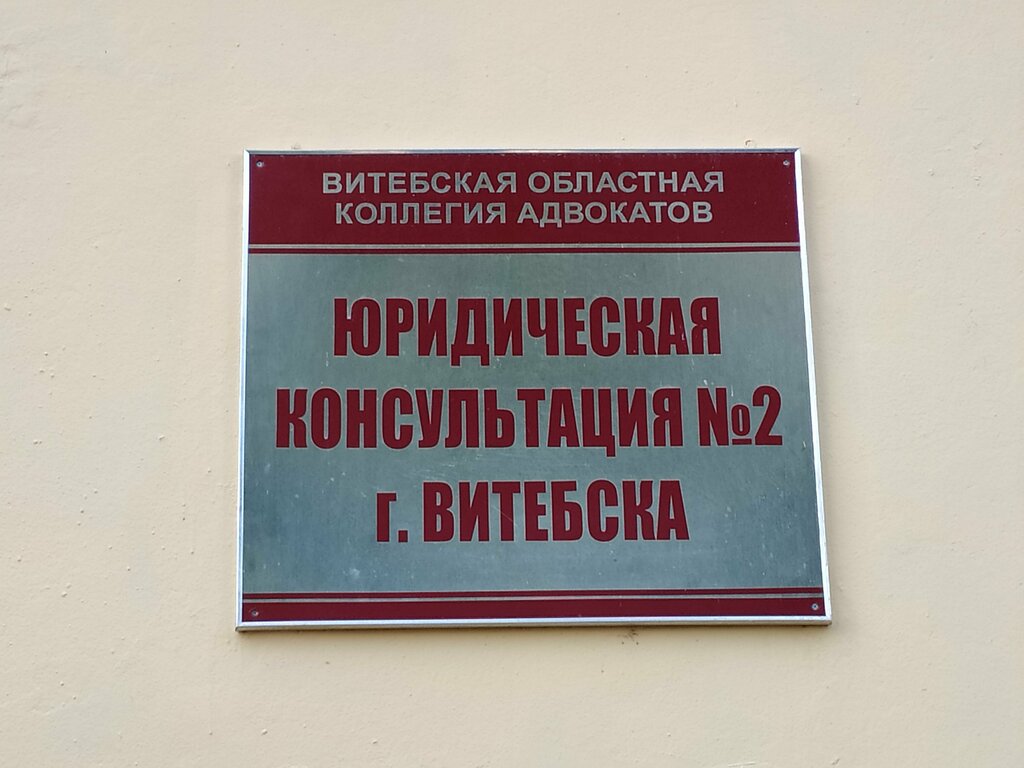 ВИТЕБСКАЯ ОБЛАСТНАЯ
КОЛЛЕГИЯ АДВОКАТОВ
ЮРИДИЧЕСКАЯ
КОНСУЛЬТАЦИЯ №2
г. ВИТЕБСКА